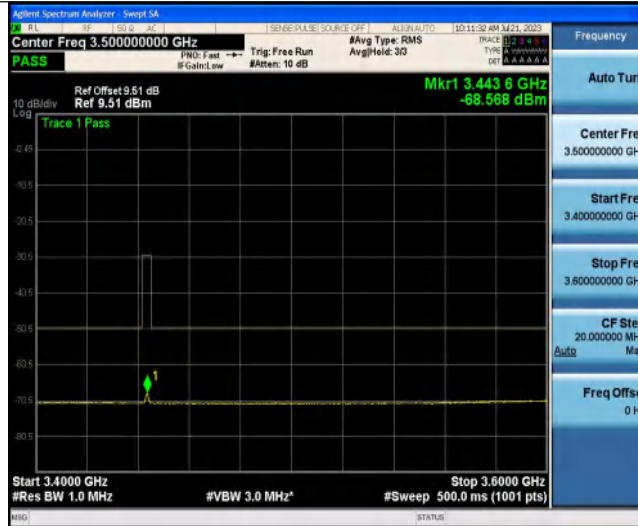 Agilent Spectrum Analyzer - Swept SA
RL RF 50 Ω AC SENSE:PULSE SOURCE OFF ALIGN AUTO 10:11:32 AM Jul 21, 2023
Center Freq 3.500000000 GHz
PASS
PNO: Fast
IFGain:Low
Trig: Free Run
#Atten: 10 dB
#Avg Type: RMS
Avg|Hold: 3/3
TRACE 1 2 3 4 5 6
TYPE A
DET A A A A A A
Mkr1 3.443 6 GHz
-68.568 dBm
Ref Offset 9.51 dB
Ref 9.51 dBm
10 dB/div
Log
Trace 1 Pass
-0.49
-10.5
-20.5
-30.5
-40.5
-50.5
-60.5
-70.5
-80.5
1
Start 3.4000 GHz
Stop 3.6000 GHz
#Res BW 1.0 MHz
#VBW 3.0 MHz*
#Sweep 500.0 ms (1001 pts)
MSG
STATUS
Frequency
Auto Tun
Center Fre
3.500000000 GH
Start Fre
3.400000000 GH
Stop Fre
3.600000000 GH
CF Ste
20.000000 MH
Auto Ma
Freq Offse
0 H